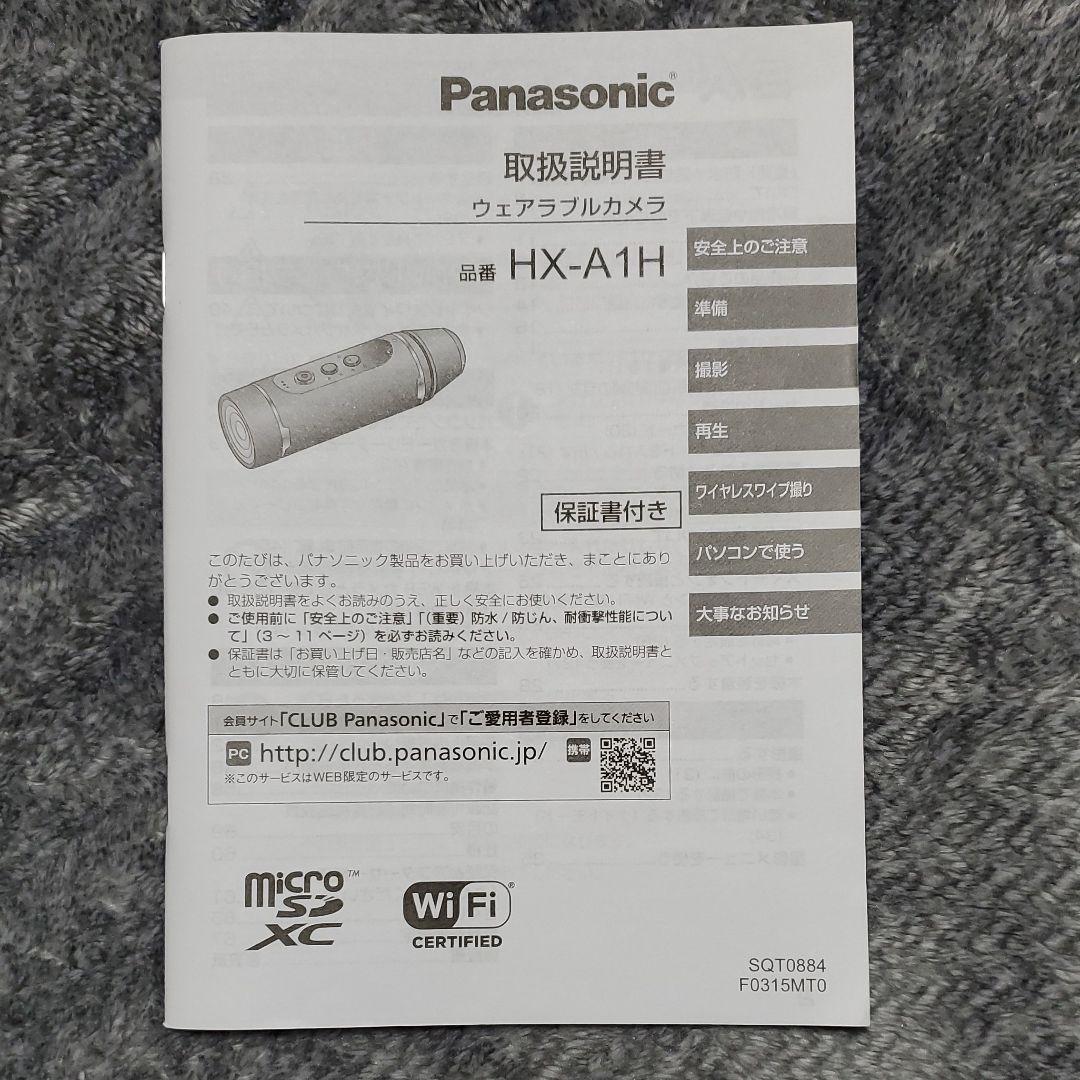 Panasonic®
取扱説明書
ウェアラブルカメラ
品番 HX-A1H
安全上のご注意
準備
撮影
再生
ワイヤレスワイプ撮り
パソコンで使う
大事なお知らせ
保証書付き
このたびは、パナソニック製品をお買い上げいただき、まことにあり
がとうございます。
● 取扱説明書をよくお読みのうえ、正しく安全にお使いください。
● ご使用前に「安全上のご注意」「(重要) 防水/防じん、耐衝撃性能につい
て」(3～11ページ) を必ずお読みください。
● 保証書は「お買い上げ日・販売店名」などの記入を確かめ、取扱説明書と
ともに大切に保管してください。
会員サイト「CLUB Panasonic」で「ご愛用者登録」をしてください
PC http://club.panasonic.jp/ 携帯
※このサービスはWEB限定のサービスです。
micro SD XC ™
Wi Fi ® CERTIFIED
SQT0884
F0315MT0